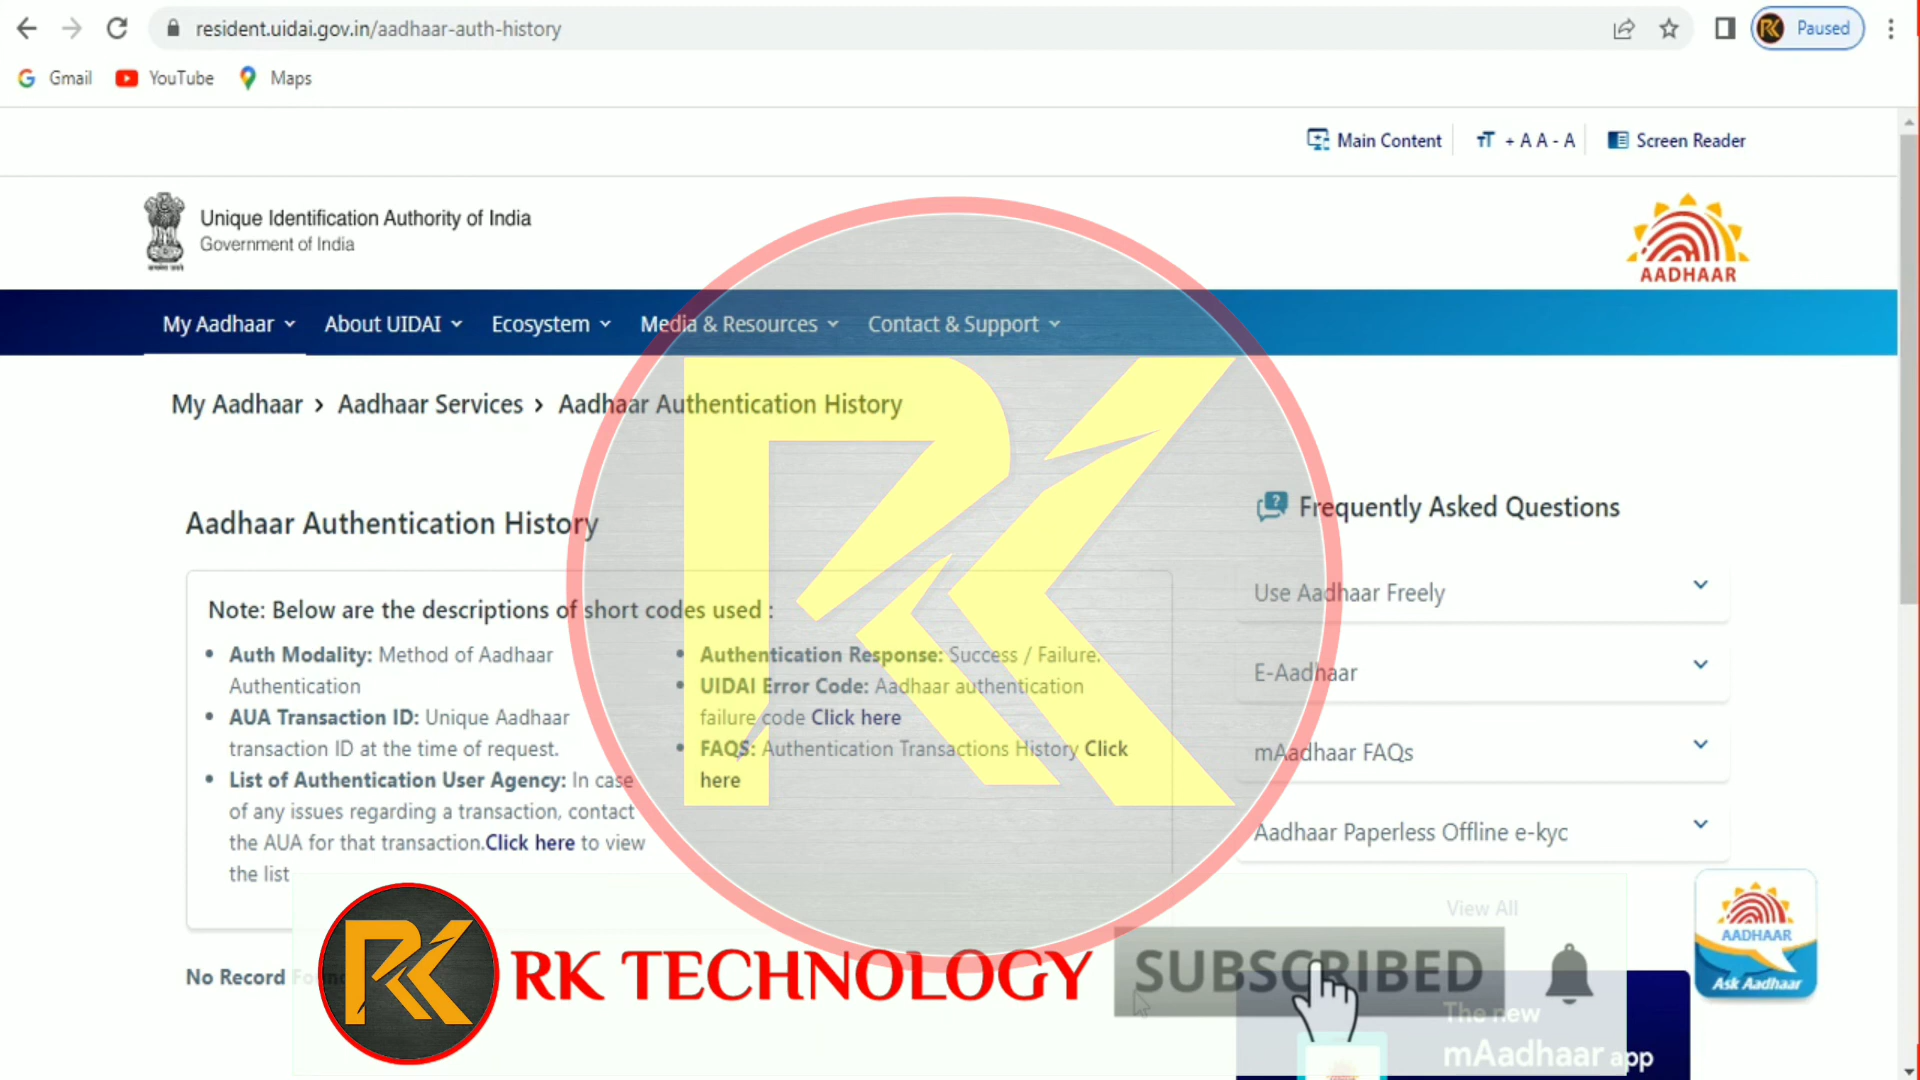 resident.uidai.gov.in/aadhaar-auth-history
RK Paused
Gmail YouTube Maps
Main Content + A A - A Screen Reader
Unique Identification Authority of India
Government of India
AADHAAR
My Aadhaar About UIDAI Ecosystem Media & Resources Contact & Support
My Aadhaar > Aadhaar Services > Aadhaar Authentication History
RK
Aadhaar Authentication History
Note: Below are the descriptions of short codes used :
• Auth Modality: Method of Aadhaar
Authentication
• AUA Transaction ID: Unique Aadhaar
transaction ID at the time of request.
• List of Authentication User Agency: In case
of any issues regarding a transaction, contact
the AUA for that transaction.Click here to view
the list
• Authentication Response: Success / Failure.
• UIDAI Error Code: Aadhaar authentication
failure code Click here
• FAQS: Authentication Transactions History Click
here
No Record Found
Frequently Asked Questions
Use Aadhaar Freely
E-Aadhaar
mAadhaar FAQs
Aadhaar Paperless Offline e-kyc
View All
AADHAAR
Ask Aadhaar
RK RK TECHNOLOGY SUBSCRIBED
The new
mAadhaar app